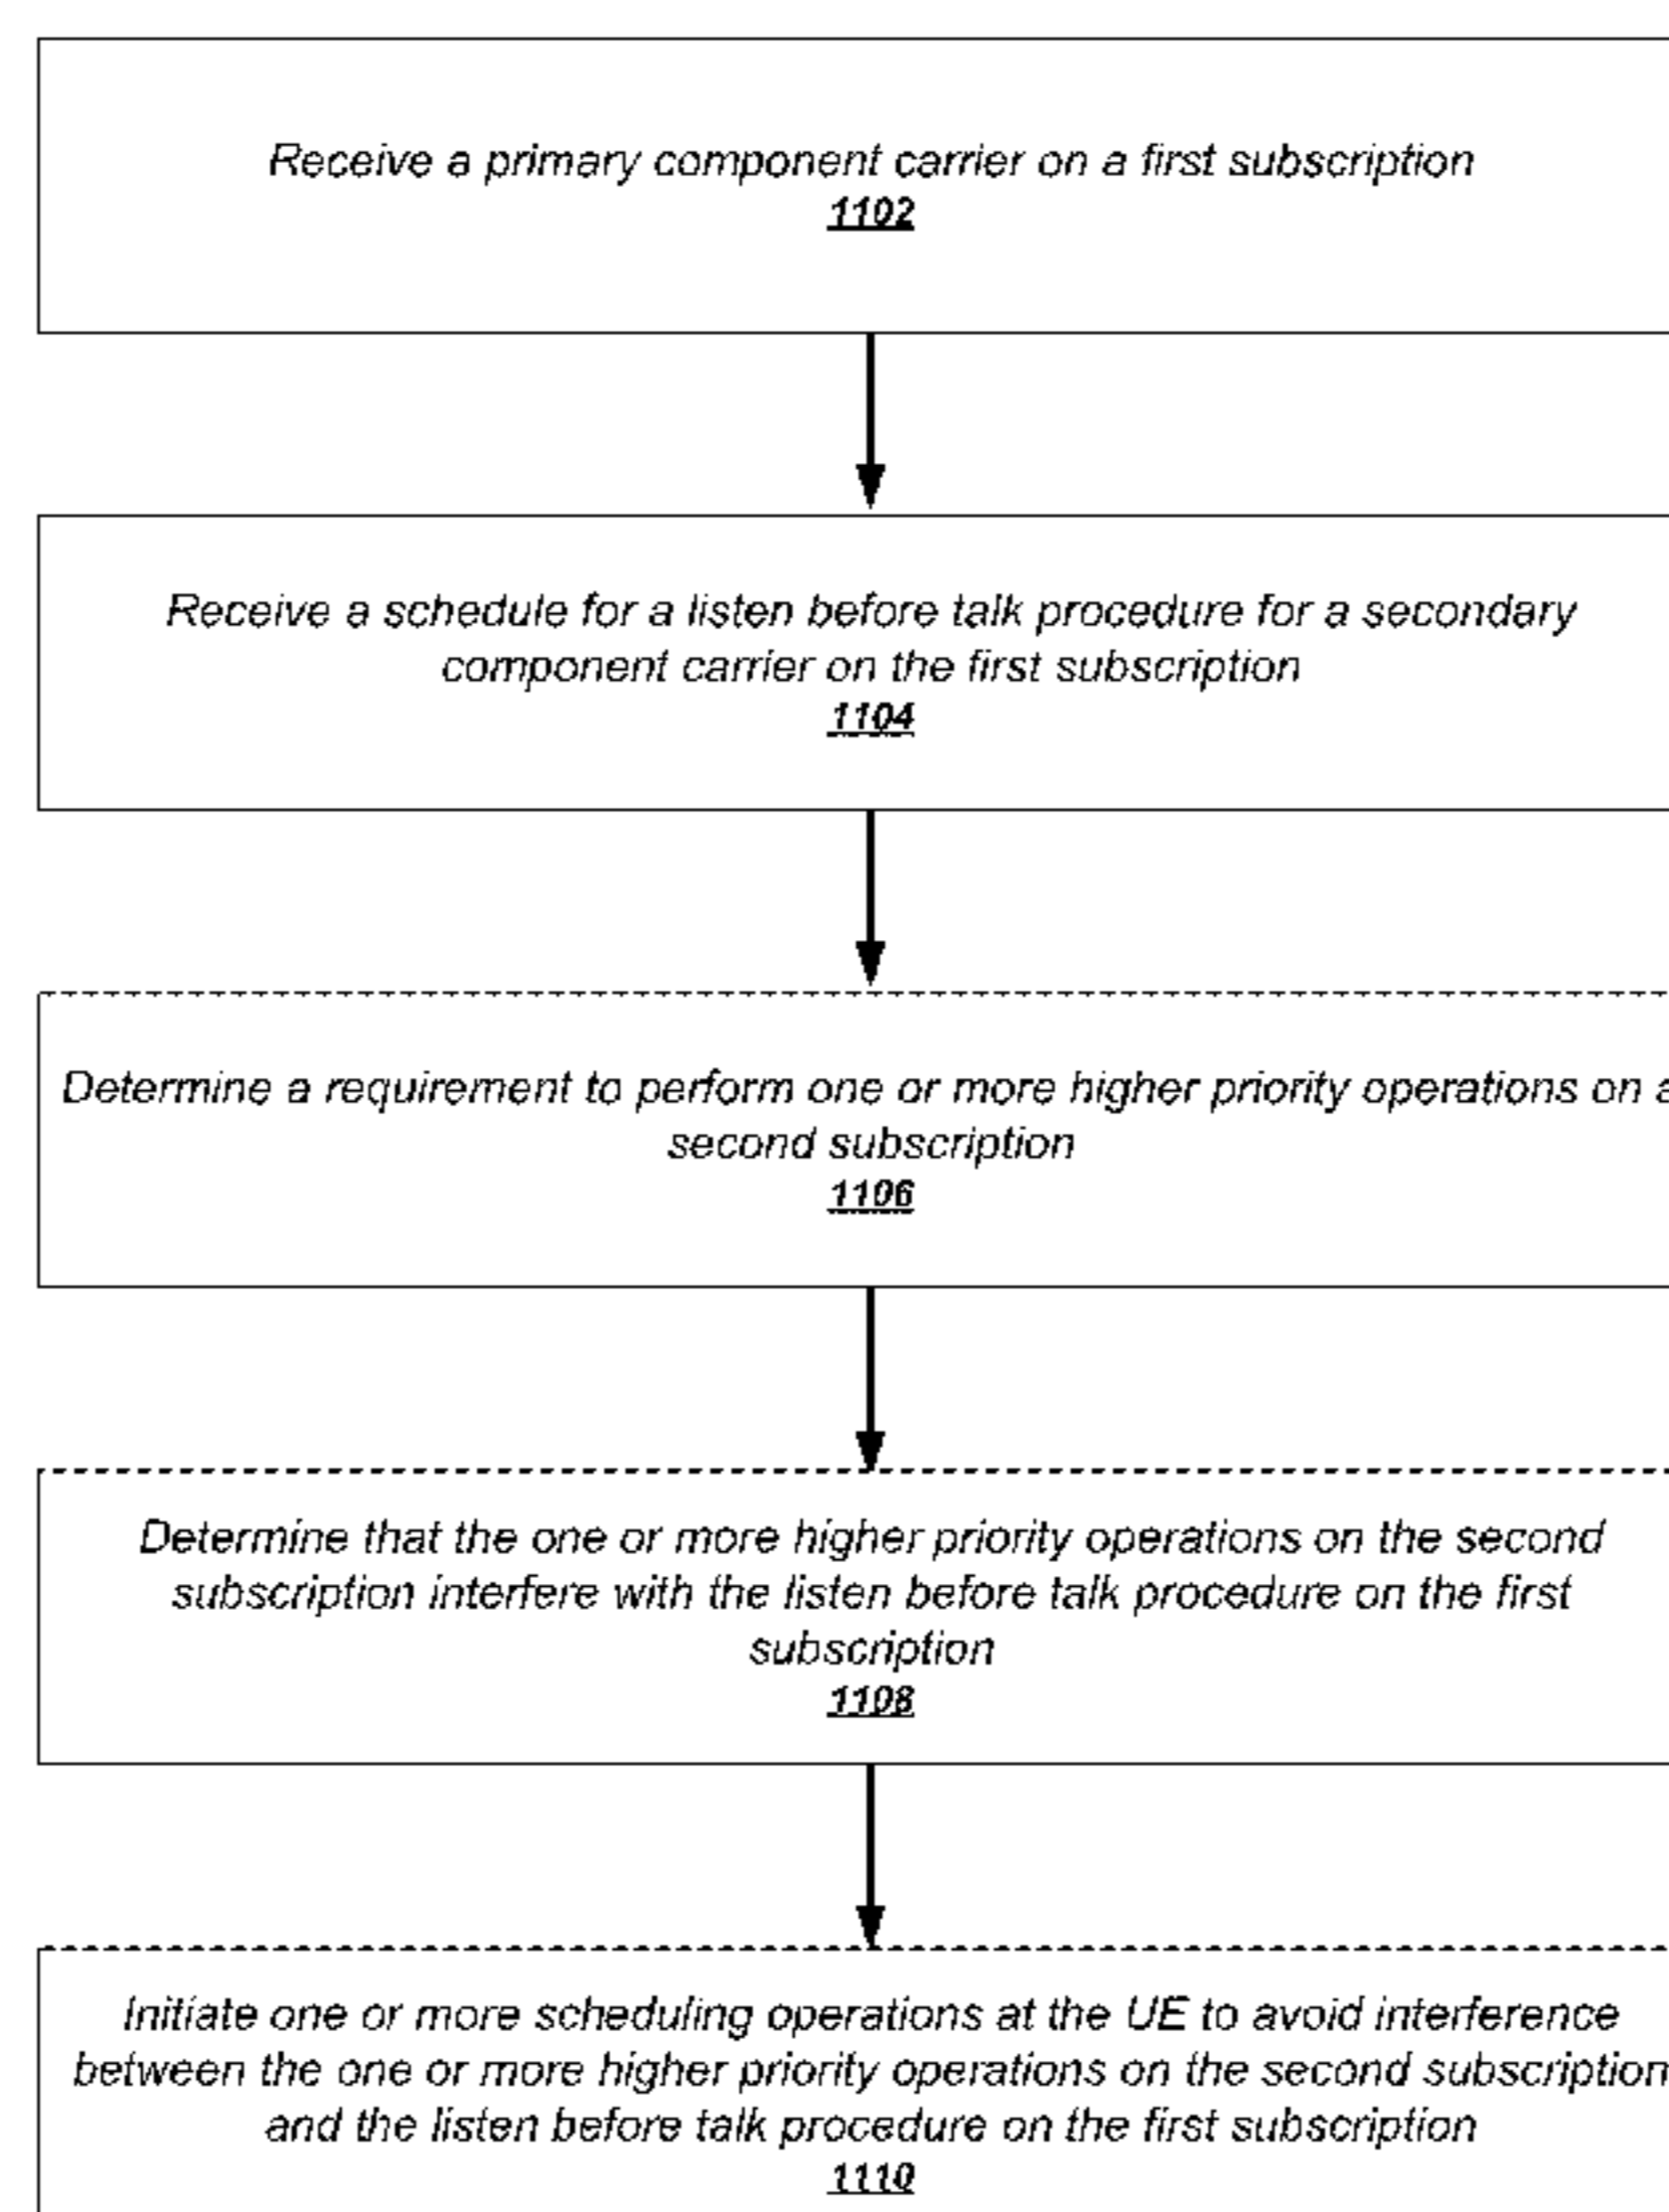 Receive a primary component carrier on a first subscription
1102
Receive a schedule for a listen before talk procedure for a secondary
component carrier on the first subscription
1104
Determine a requirement to perform one or more higher priority operations on a
second subscription
1106
Determine that the one or more higher priority operations on the second
subscription interfere with the listen before talk procedure on the first
subscription
1108
Initiate one or more scheduling operations at the UE to avoid interference
between the one or more higher priority operations on the second subscription
and the listen before talk procedure on the first subscription
1110